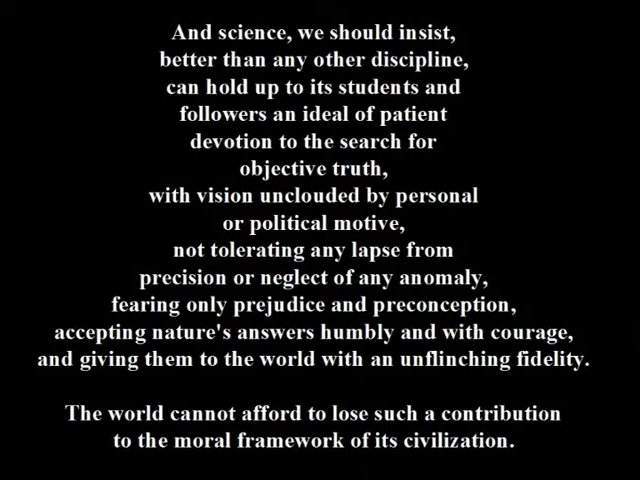 And science, we should insist,
better than any other discipline,
can hold up to its students and
followers an ideal of patient
devotion to the search for
objective truth,
with vision unclouded by personal
or political motive,
not tolerating any lapse from
precision or neglect of any anomaly,
fearing only prejudice and preconception,
accepting nature's answers humbly and with courage,
and giving them to the world with an unflinching fidelity.
The world cannot afford to lose such a contribution
to the moral framework of its civilization.